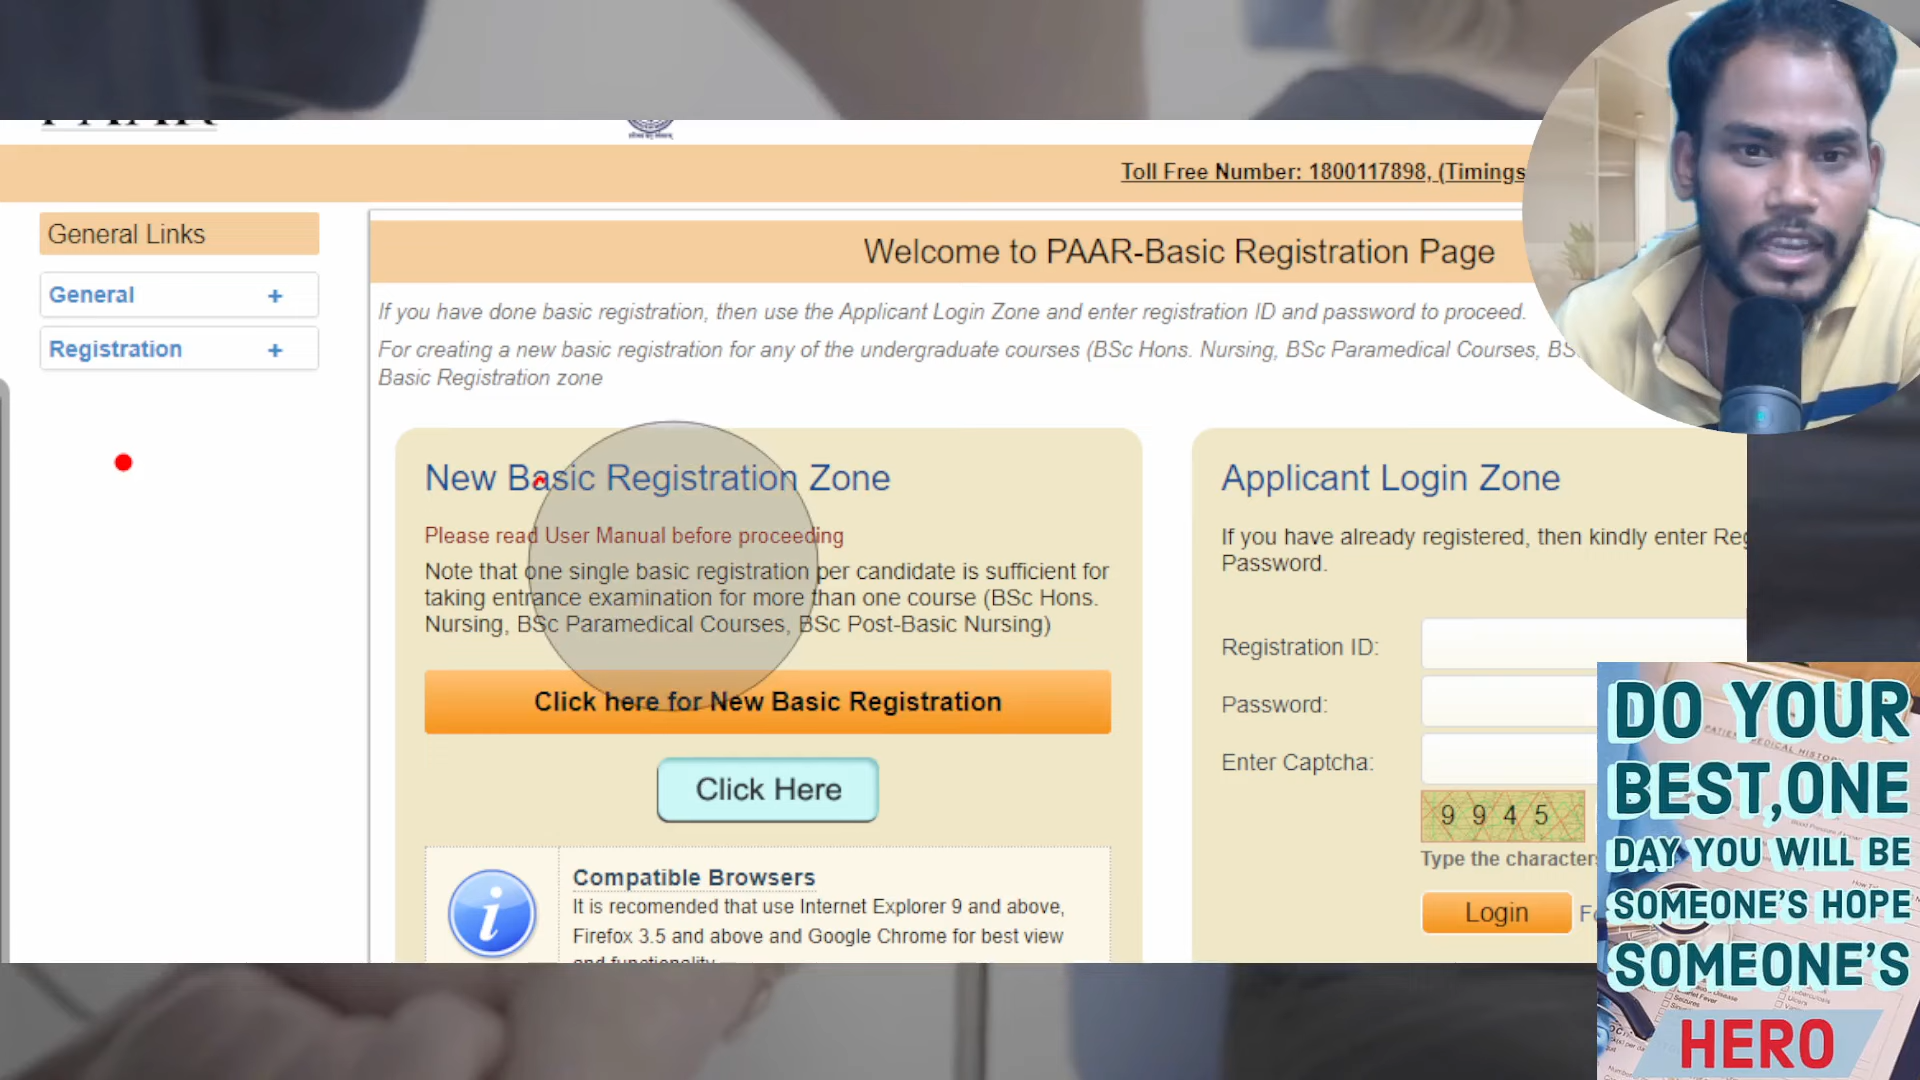 PAAR
Toll Free Number: 1800117898, (Timings
General Links
General +
Registration +
Welcome to PAAR-Basic Registration Page
If you have done basic registration, then use the Applicant Login Zone and enter registration ID and password to proceed.
For creating a new basic registration for any of the undergraduate courses (BSc Hons. Nursing, BSc Paramedical Courses, BS
Basic Registration zone
New Basic Registration Zone
Please read User Manual before proceeding
Note that one single basic registration per candidate is sufficient for
taking entrance examination for more than one course (BSc Hons.
Nursing, BSc Paramedical Courses, BSc Post-Basic Nursing)
Click here for New Basic Registration
Click Here
i
Compatible Browsers
It is recomended that use Internet Explorer 9 and above,
Firefox 3.5 and above and Google Chrome for best view
and functionality
Applicant Login Zone
If you have already registered, then kindly enter Reg
Password.
Registration ID:
Password:
Enter Captcha:
9 9 4 5
Type the characters
Login
DO YOUR
BEST,ONE
DAY YOU WILL BE
SOMEONE'S HOPE
SOMEONE'S
HERO